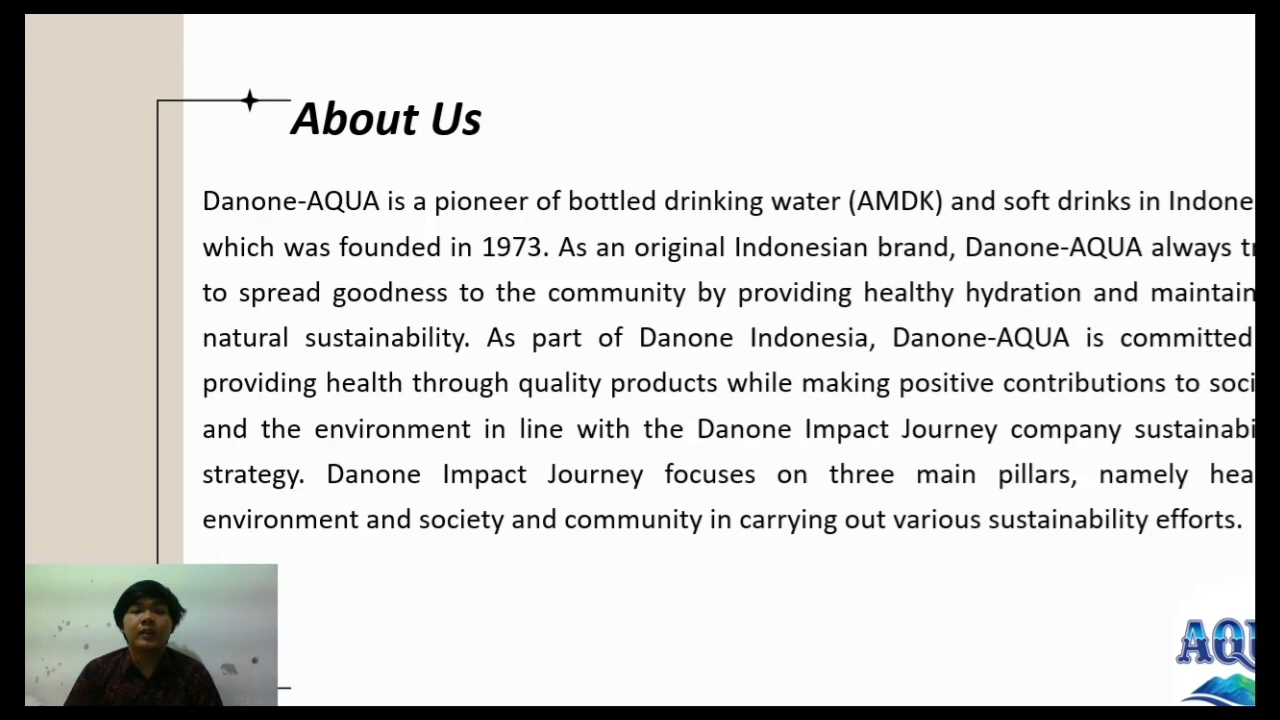 About Us
Danone-AQUA is a pioneer of bottled drinking water (AMDK) and soft drinks in Indone
which was founded in 1973. As an original Indonesian brand, Danone-AQUA always tr
to spread goodness to the community by providing healthy hydration and maintain
natural sustainability. As part of Danone Indonesia, Danone-AQUA is committed
providing health through quality products while making positive contributions to soci
and the environment in line with the Danone Impact Journey company sustainabi
strategy. Danone Impact Journey focuses on three main pillars, namely hea
environment and society and community in carrying out various sustainability efforts.
AQU